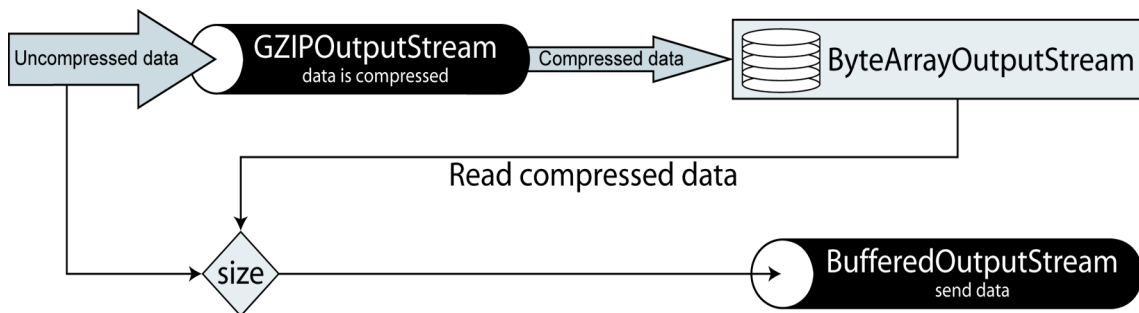 Uncompressed data
GZIPOutputStream
data is compressed
Compressed data
ByteArrayOutputStream
Read compressed data
size
BufferedOutputStream
send data